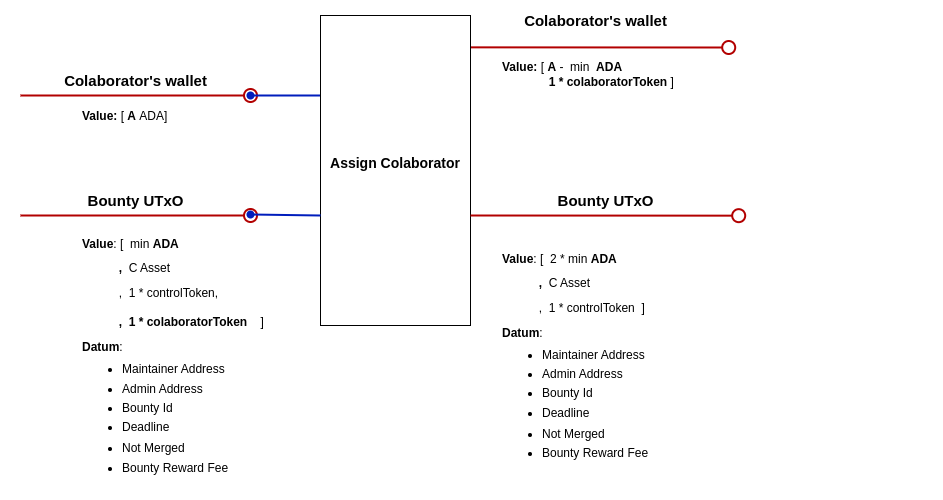 Colaborator's wallet
Value: [ A ADA]
Bounty UTxO
Value: [ min ADA
, C Asset
, 1 * controlToken,
, 1 * colaboratorToken ]
Datum:
• Maintainer Address
• Admin Address
• Bounty Id
• Deadline
• Not Merged
• Bounty Reward Fee
Assign Colaborator
Colaborator's wallet
Value: [ A - min ADA
1 * colaboratorToken ]
Bounty UTxO
Value: [ 2 * min ADA
, C Asset
, 1 * controlToken ]
Datum:
• Maintainer Address
• Admin Address
• Bounty Id
• Deadline
• Not Merged
• Bounty Reward Fee